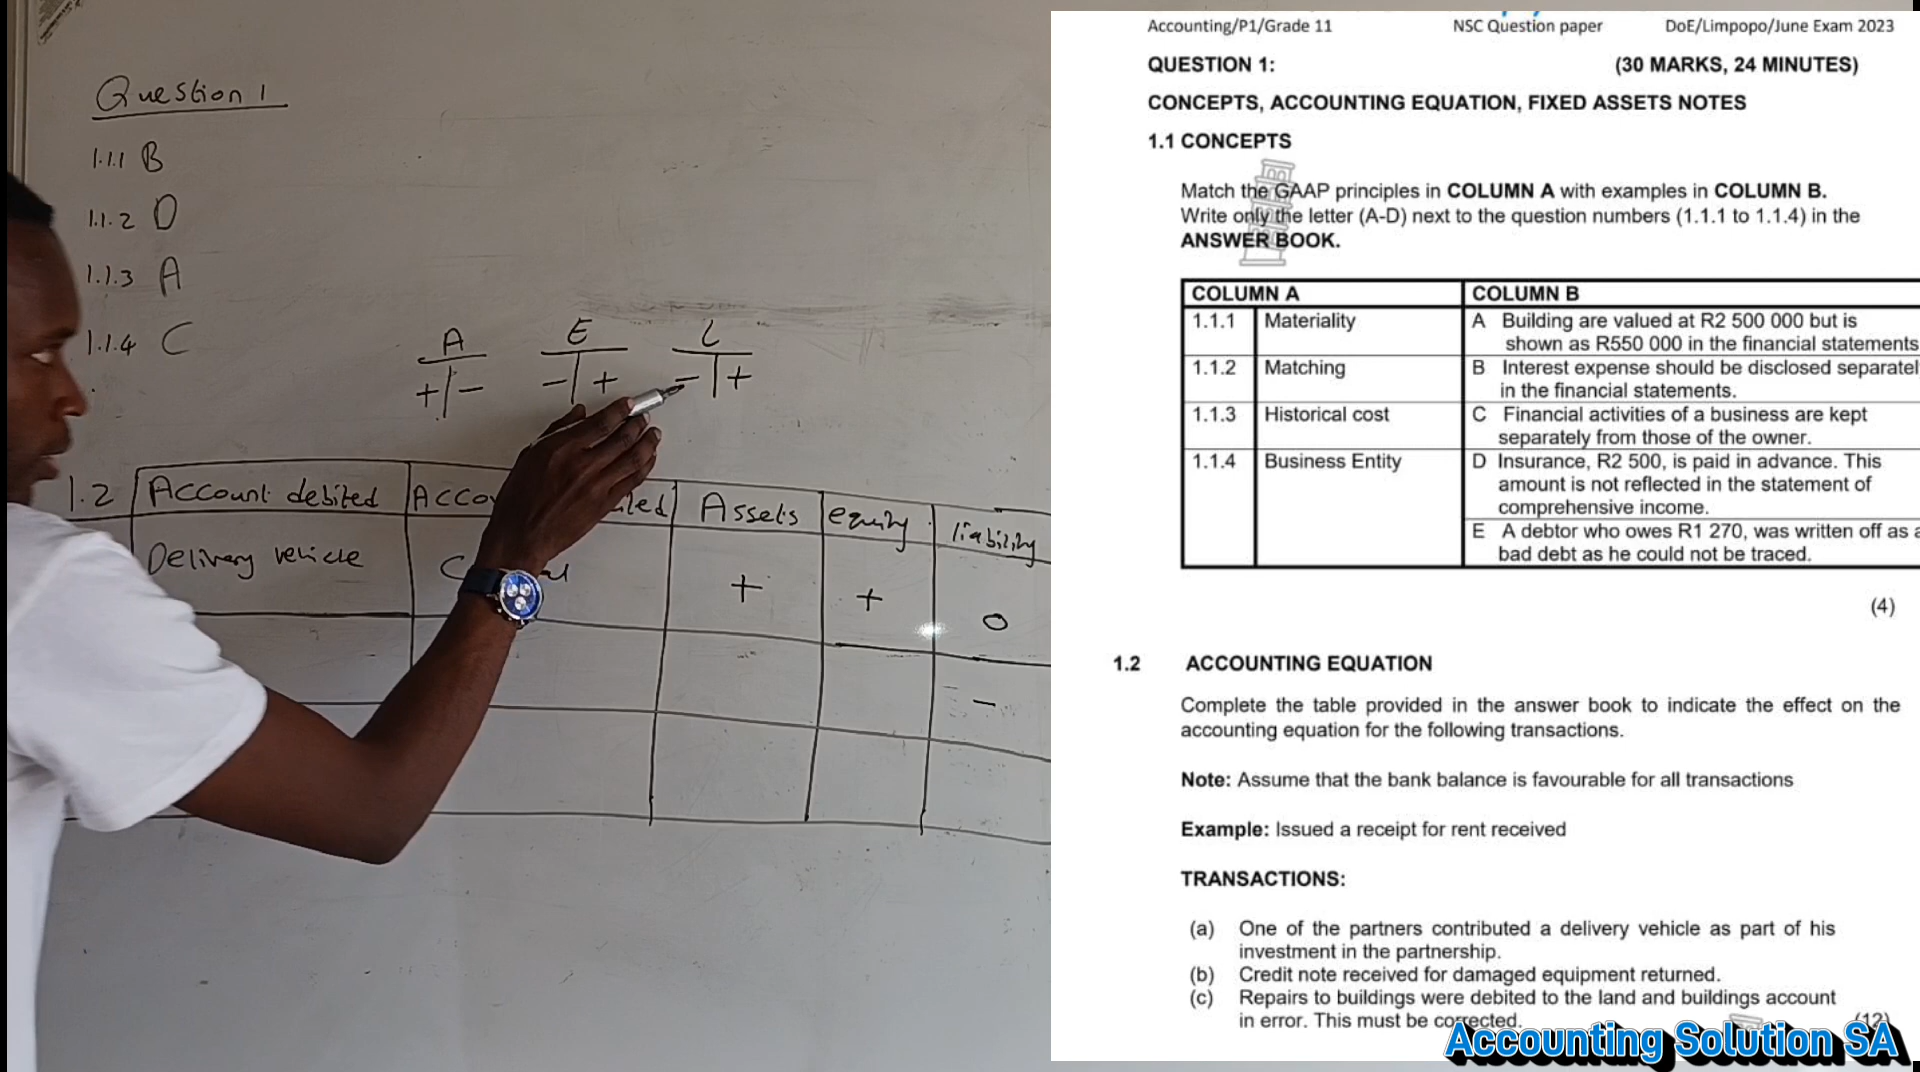 Question 1
1.1.1 B
1.1.2 D
1.1.3 A
1.1.4 C
A E L
+ - - + - +
1.2 Account debited Assets equity liability
Delivery vehicle + + 0
-
Accounting/P1/Grade 11 NSC Question paper DoE/Limpopo/June Exam 2023
QUESTION 1: (30 MARKS, 24 MINUTES)
CONCEPTS, ACCOUNTING EQUATION, FIXED ASSETS NOTES
1.1 CONCEPTS
Match the GAAP principles in COLUMN A with examples in COLUMN B.
Write only the letter (A-D) next to the question numbers (1.1.1 to 1.1.4) in the
ANSWER BOOK.
COLUMN A COLUMN B
1.1.1 Materiality A Building are valued at R2 500 000 but is
shown as R550 000 in the financial statements
1.1.2 Matching B Interest expense should be disclosed separatel
in the financial statements.
1.1.3 Historical cost C Financial activities of a business are kept
separately from those of the owner.
1.1.4 Business Entity D Insurance, R2 500, is paid in advance. This
amount is not reflected in the statement of
comprehensive income.
E A debtor who owes R1 270, was written off as a
bad debt as he could not be traced.
(4)
1.2 ACCOUNTING EQUATION
Complete the table provided in the answer book to indicate the effect on the
accounting equation for the following transactions.
Note: Assume that the bank balance is favourable for all transactions
Example: Issued a receipt for rent received
TRANSACTIONS:
(a) One of the partners contributed a delivery vehicle as part of his
investment in the partnership.
(b) Credit note received for damaged equipment returned.
(c) Repairs to buildings were debited to the land and buildings account
in error. This must be corrected. (12)
Accounting Solution SA